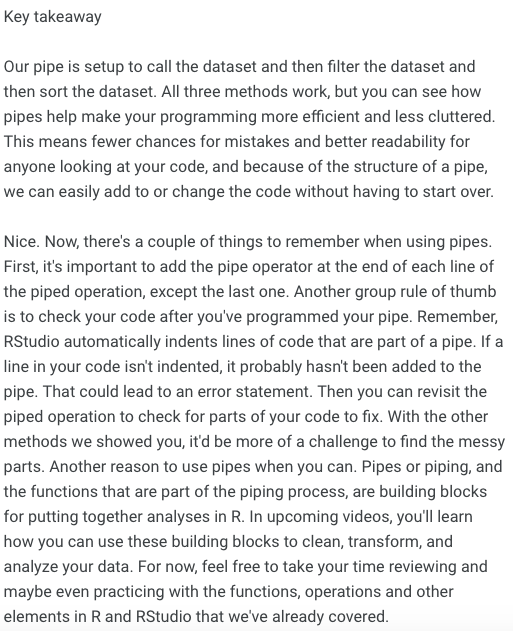 Key takeaway
Our pipe is setup to call the dataset and then filter the dataset and
then sort the dataset. All three methods work, but you can see how
pipes help make your programming more efficient and less cluttered.
This means fewer chances for mistakes and better readability for
anyone looking at your code, and because of the structure of a pipe,
we can easily add to or change the code without having to start over.
Nice. Now, there's a couple of things to remember when using pipes.
First, it's important to add the pipe operator at the end of each line of
the piped operation, except the last one. Another group rule of thumb
is to check your code after you've programmed your pipe. Remember,
RStudio automatically indents lines of code that are part of a pipe. If a
line in your code isn't indented, it probably hasn't been added to the
pipe. That could lead to an error statement. Then you can revisit the
piped operation to check for parts of your code to fix. With the other
methods we showed you, it'd be more of a challenge to find the messy
parts. Another reason to use pipes when you can. Pipes or piping, and
the functions that are part of the piping process, are building blocks
for putting together analyses in R. In upcoming videos, you'll learn
how you can use these building blocks to clean, transform, and
analyze your data. For now, feel free to take your time reviewing and
maybe even practicing with the functions, operations and other
elements in R and RStudio that we've already covered.